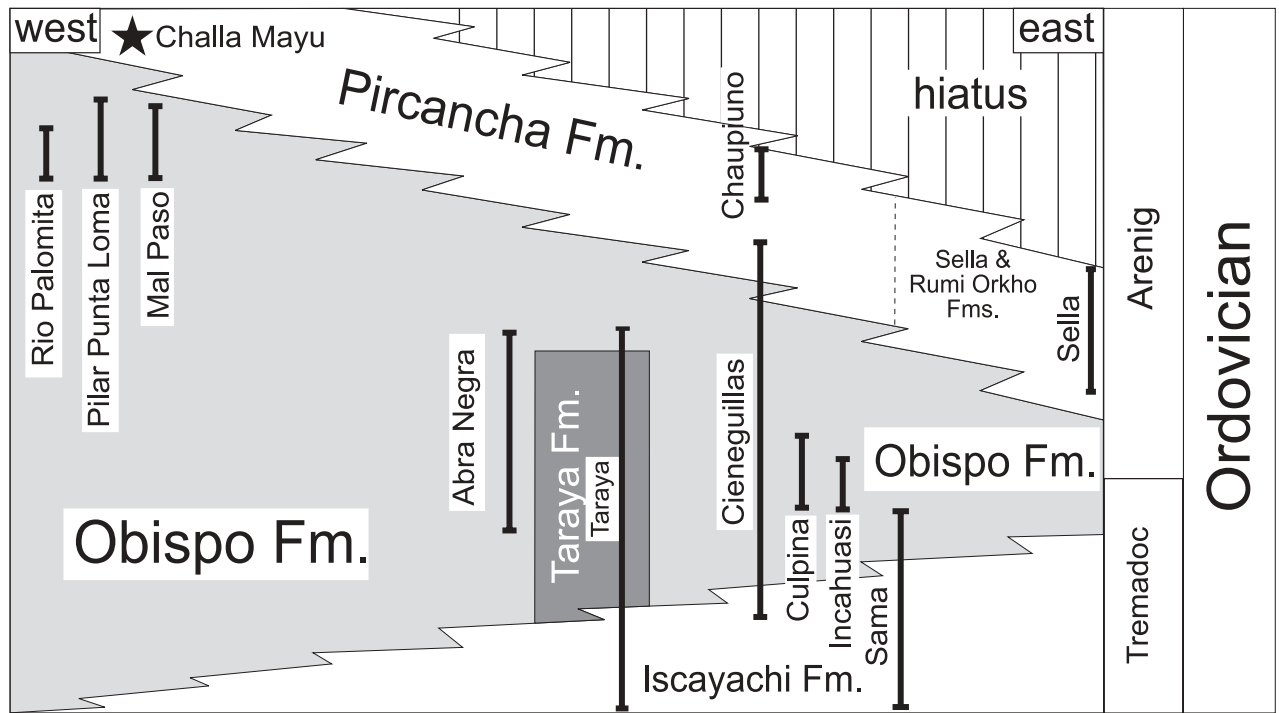 west
Challa Mayu
east
Pircancha Fm.
hiatus
Chaupiuno
Rio Palomita
Pilar Punta Loma
Mal Paso
Sella &
Rumi Orkho
Fms.
Sella
Arenig
Ordovician
Abra Negra
Taraya Fm.
Taraya
Cieneguillas
Obispo Fm.
Obispo Fm.
Culpina
Incahuasi
Sama
Tremadoc
Iscayachi Fm.